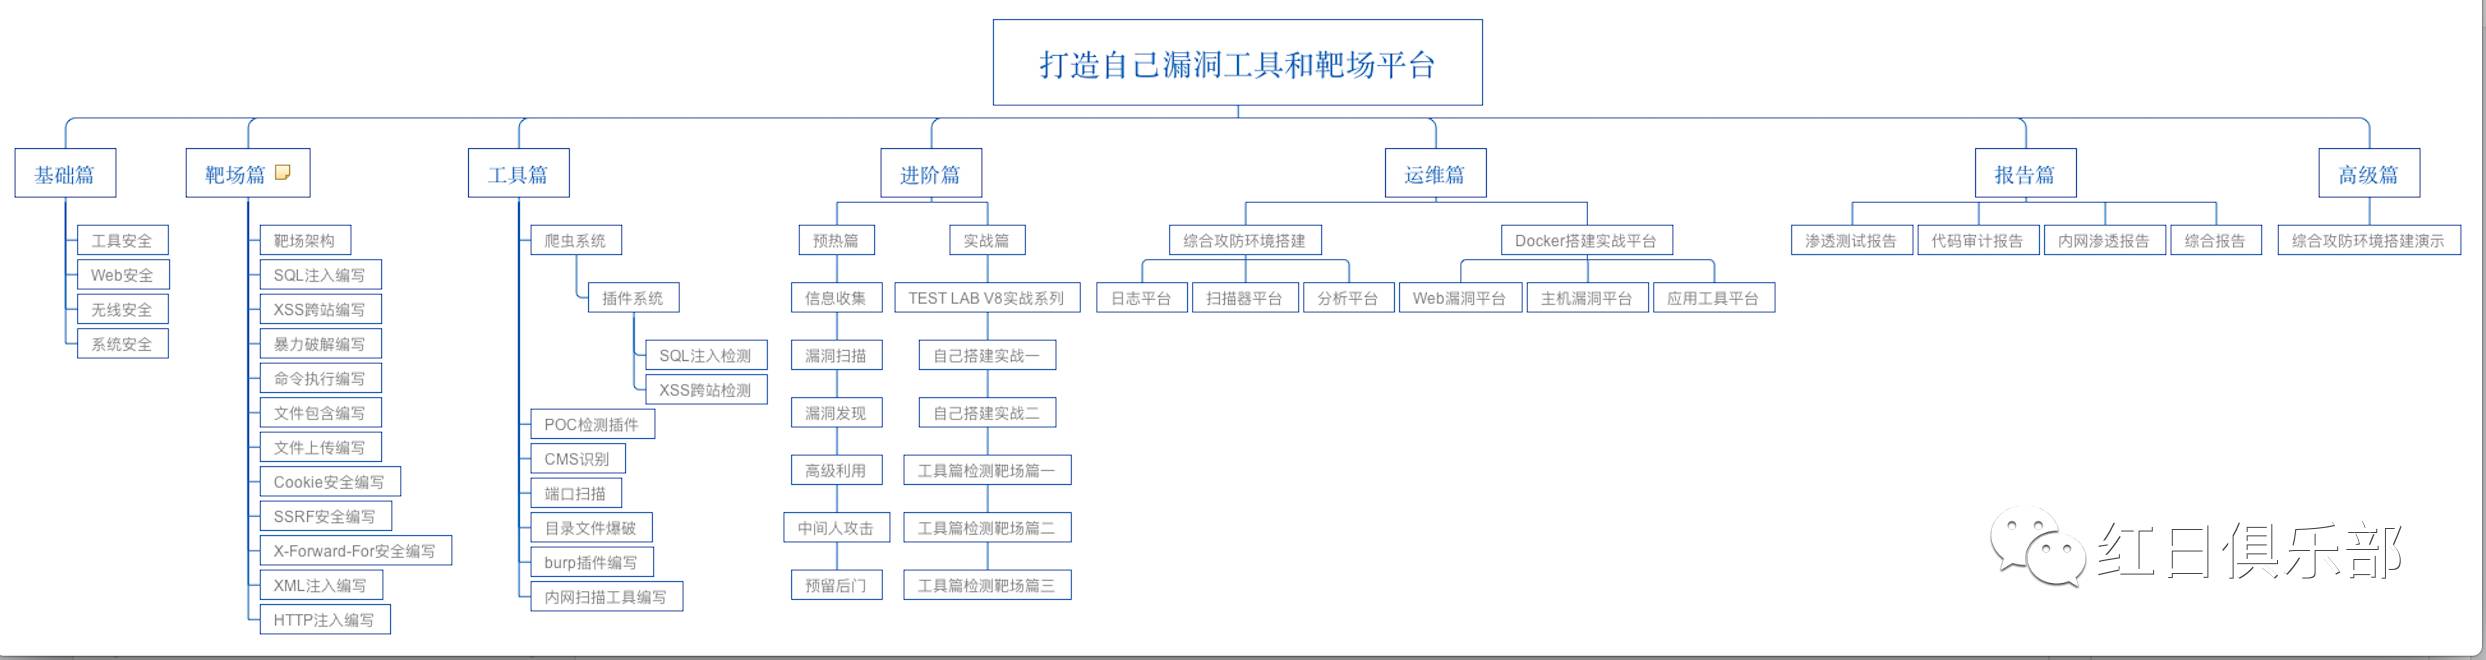 打造自己漏洞工具和靶场平台
基础篇
工具安全
Web安全
无线安全
系统安全
靶场篇
靶场架构
SQL注入编写
XSS跨站编写
暴力破解编写
命令执行编写
文件包含编写
文件上传编写
Cookie安全编写
SSRF安全编写
X-Forward-For安全编写
XML注入编写
HTTP注入编写
工具篇
爬虫系统
插件系统
SQL注入检测
XSS跨站检测
POC检测插件
CMS识别
端口扫描
目录文件爆破
burp插件编写
内网扫描工具编写
进阶篇
预热篇
信息收集
漏洞扫描
漏洞发现
高级利用
中间人攻击
预留后门
实战篇
TEST LAB V8实战系列
自己搭建实战一
自己搭建实战二
工具篇检测靶场篇一
工具篇检测靶场篇二
工具篇检测靶场篇三
运维篇
综合攻防环境搭建
日志平台
扫描器平台
分析平台
Docker搭建实战平台
Web漏洞平台
主机漏洞平台
应用工具平台
报告篇
渗透测试报告
代码审计报告
内网渗透报告
综合报告
高级篇
综合攻防环境搭建演示
红日俱乐部